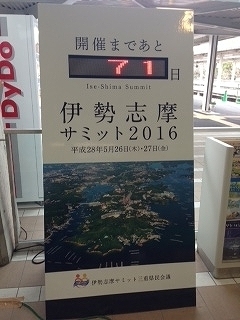 開催まであと
71日
Ise-Shima Summit
伊勢志摩
サミット2016
平成28年5月26日(木)・27日(金)
伊勢志摩サミット三重県民会議
DyDo